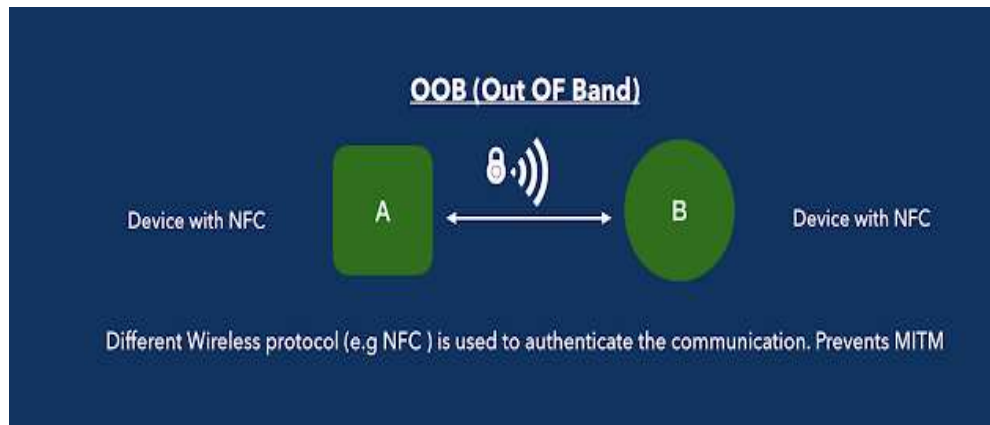 OOB (Out OF Band)
Device with NFC
A
B
Device with NFC
Different Wireless protocol (e.g NFC ) is used to authenticate the communication. Prevents MITM